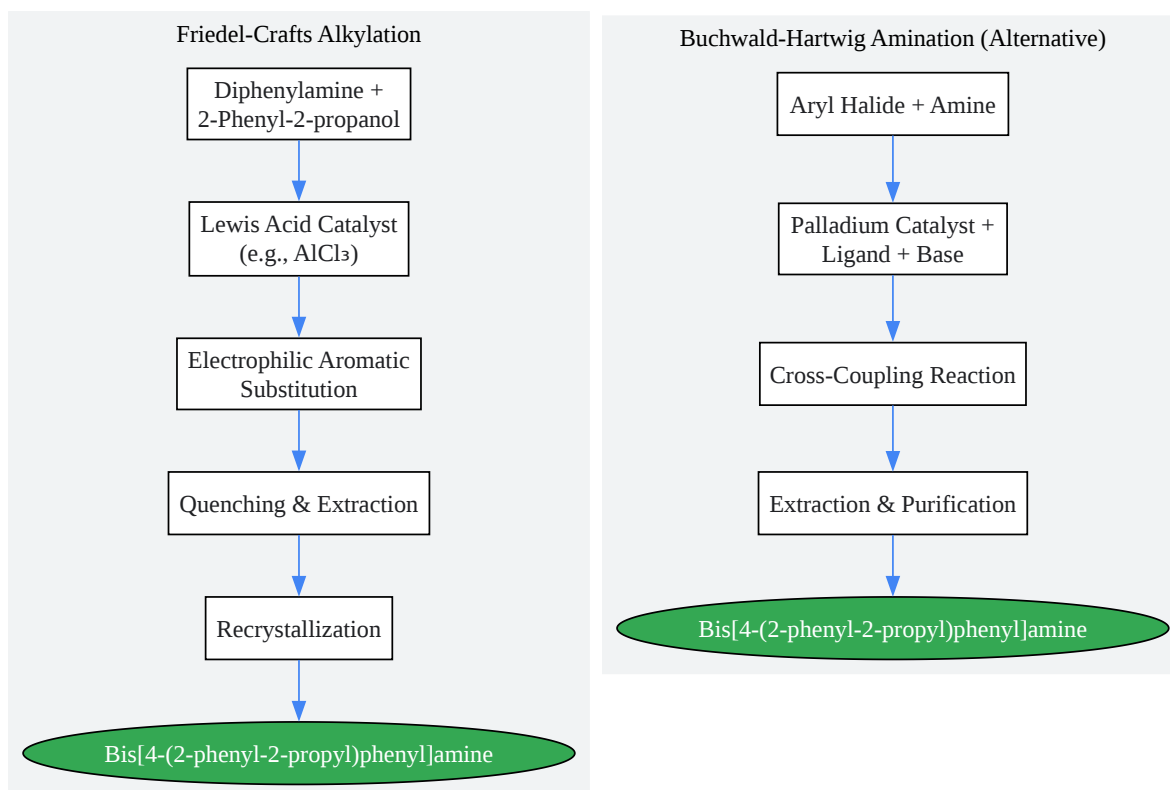 Friedel-Crafts Alkylation
Diphenylamine +
2-Phenyl-2-propanol
Lewis Acid Catalyst
(e.g., AlCl₃)
Electrophilic Aromatic
Substitution
Quenching & Extraction
Recrystallization
Bis[4-(2-phenyl-2-propyl)phenyl]amine
Buchwald-Hartwig Amination (Alternative)
Aryl Halide + Amine
Palladium Catalyst +
Ligand + Base
Cross-Coupling Reaction
Extraction & Purification
Bis[4-(2-phenyl-2-propyl)phenyl]amine